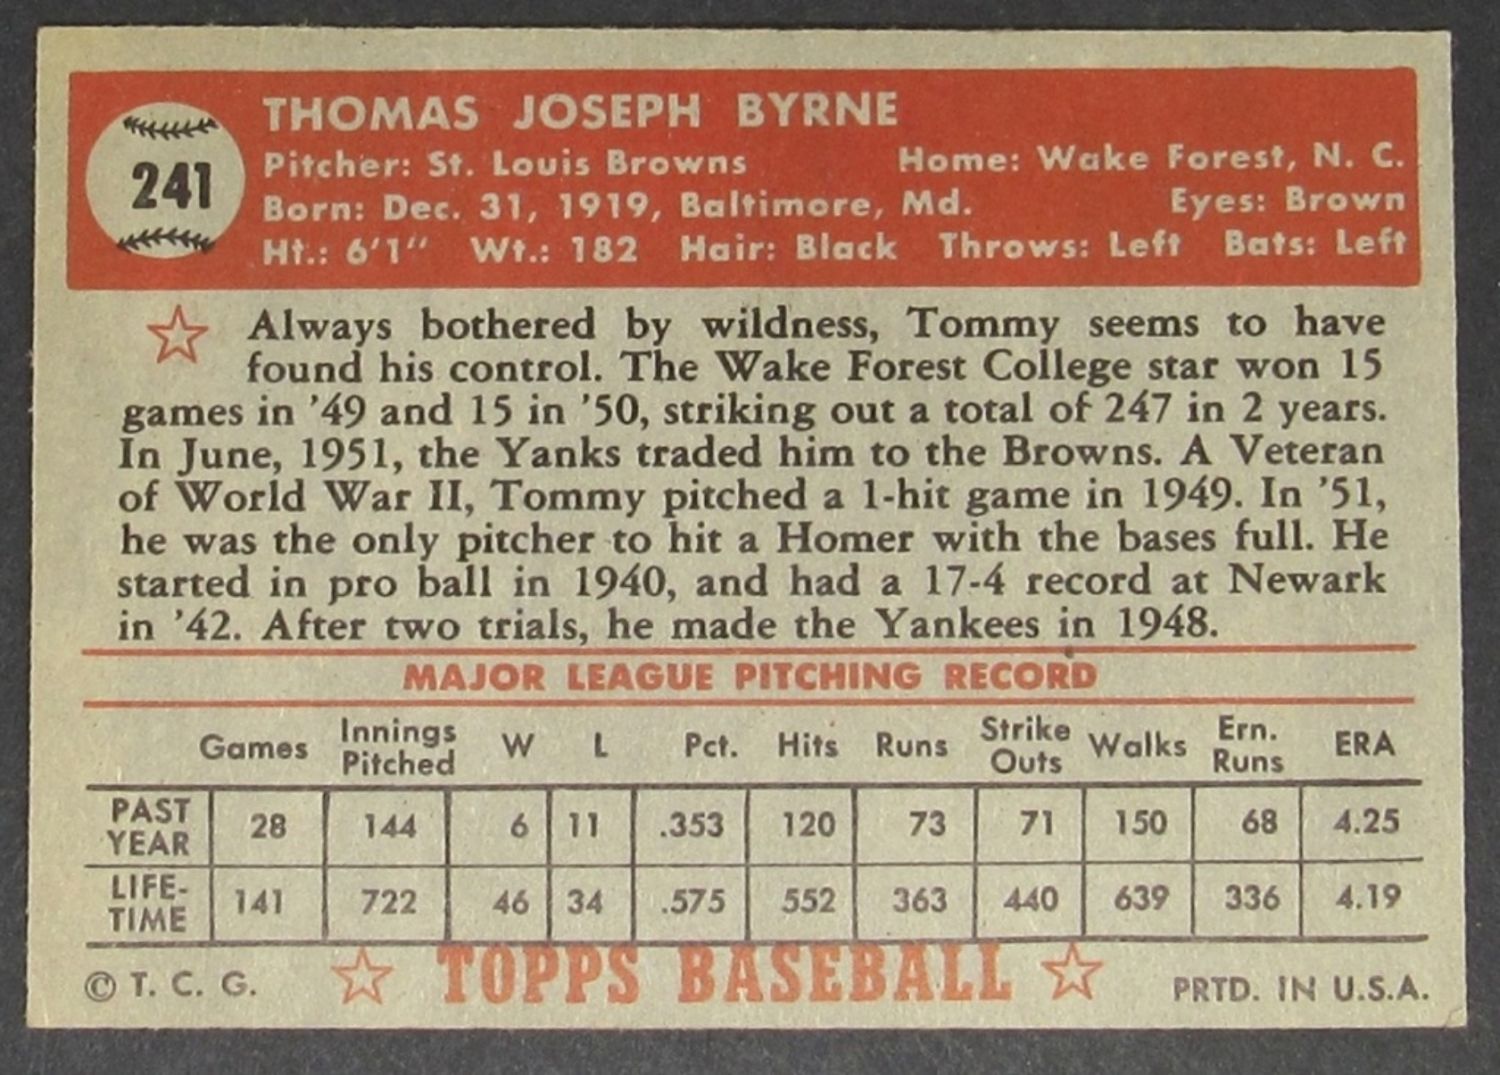 241
THOMAS JOSEPH BYRNE
Pitcher: St. Louis Browns Home: Wake Forest, N. C.
Born: Dec. 31, 1919, Baltimore, Md. Eyes: Brown
Ht.: 6'1" Wt.: 182 Hair: Black Throws: Left Bats: Left
Always bothered by wildness, Tommy seems to have
found his control. The Wake Forest College star won 15
games in '49 and 15 in '50, striking out a total of 247 in 2 years.
In June, 1951, the Yanks traded him to the Browns. A Veteran
of World War II, Tommy pitched a 1-hit game in 1949. In '51,
he was the only pitcher to hit a Homer with the bases full. He
started in pro ball in 1940, and had a 17-4 record at Newark
in '42. After two trials, he made the Yankees in 1948.
MAJOR LEAGUE PITCHING RECORD
Games Innings Pitched W L Pct. Hits Runs Strike Outs Walks Ern. Runs ERA
PAST YEAR 28 144 6 11 .353 120 73 71 150 68 4.25
LIFE-TIME 141 722 46 34 .575 552 363 440 639 336 4.19
© T. C. G. TOPPS BASEBALL PRTD. IN U.S.A.